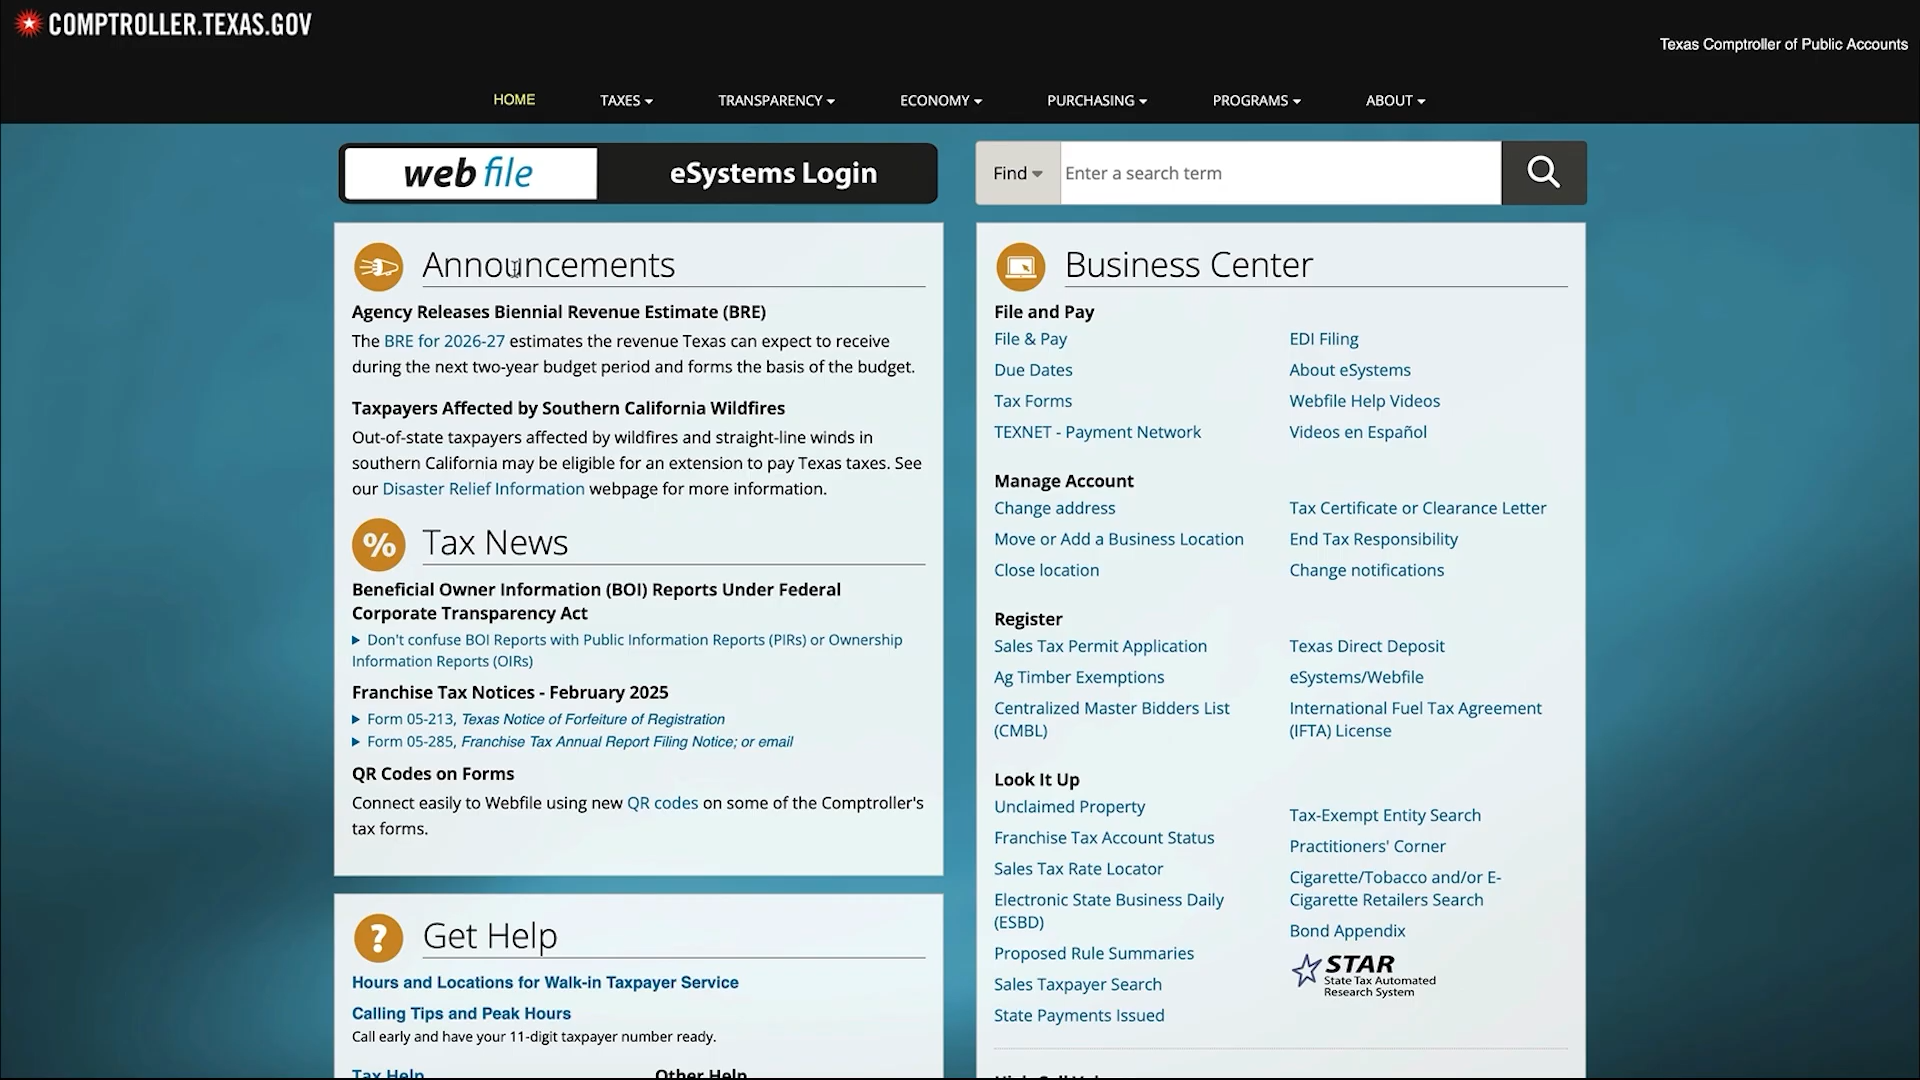 COMPTROLLER.TEXAS.GOV
Texas Comptroller of Public Accounts
HOME TAXES TRANSPARENCY ECONOMY PURCHASING PROGRAMS ABOUT
web file eSystems Login
Find Enter a search term
Announcements
Agency Releases Biennial Revenue Estimate (BRE)
The BRE for 2026-27 estimates the revenue Texas can expect to receive
during the next two-year budget period and forms the basis of the budget.
Taxpayers Affected by Southern California Wildfires
Out-of-state taxpayers affected by wildfires and straight-line winds in
southern California may be eligible for an extension to pay Texas taxes. See
our Disaster Relief Information webpage for more information.
% Tax News
Beneficial Owner Information (BOI) Reports Under Federal
Corporate Transparency Act
Don't confuse BOI Reports with Public Information Reports (PIRs) or Ownership
Information Reports (OIRs)
Franchise Tax Notices - February 2025
Form 05-213, Texas Notice of Forfeiture of Registration
Form 05-285, Franchise Tax Annual Report Filing Notice; or email
QR Codes on Forms
Connect easily to Webfile using new QR codes on some of the Comptroller's
tax forms.
? Get Help
Hours and Locations for Walk-in Taxpayer Service
Calling Tips and Peak Hours
Call early and have your 11-digit taxpayer number ready.
Tax Help Other Help
Business Center
File and Pay
File & Pay
Due Dates
Tax Forms
TEXNET - Payment Network
EDI Filing
About eSystems
Webfile Help Videos
Videos en Español
Manage Account
Change address
Move or Add a Business Location
Close location
Tax Certificate or Clearance Letter
End Tax Responsibility
Change notifications
Register
Sales Tax Permit Application
Ag Timber Exemptions
Centralized Master Bidders List
(CMBL)
Texas Direct Deposit
eSystems/Webfile
International Fuel Tax Agreement
(IFTA) License
Look It Up
Unclaimed Property
Franchise Tax Account Status
Sales Tax Rate Locator
Electronic State Business Daily
(ESBD)
Proposed Rule Summaries
Sales Taxpayer Search
State Payments Issued
Tax-Exempt Entity Search
Practitioners' Corner
Cigarette/Tobacco and/or E-
Cigarette Retailers Search
Bond Appendix
STAR
State Tax Automated
Research System